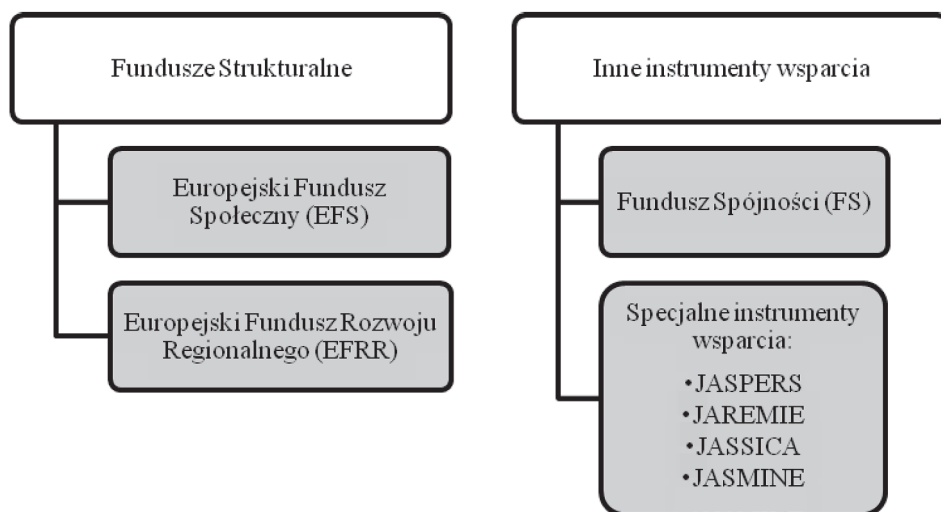 Fundusze Strukturalne
Europejski Fundusz
Społeczny (EFS)
Europejski Fundusz Rozwoju
Regionalnego (EFRR)
Inne instrumenty wsparcia
Fundusz Spójności (FS)
Specjalne instrumenty
wsparcia:
•JASPERS
•JAREMIE
•JASSICA
•JASMINE